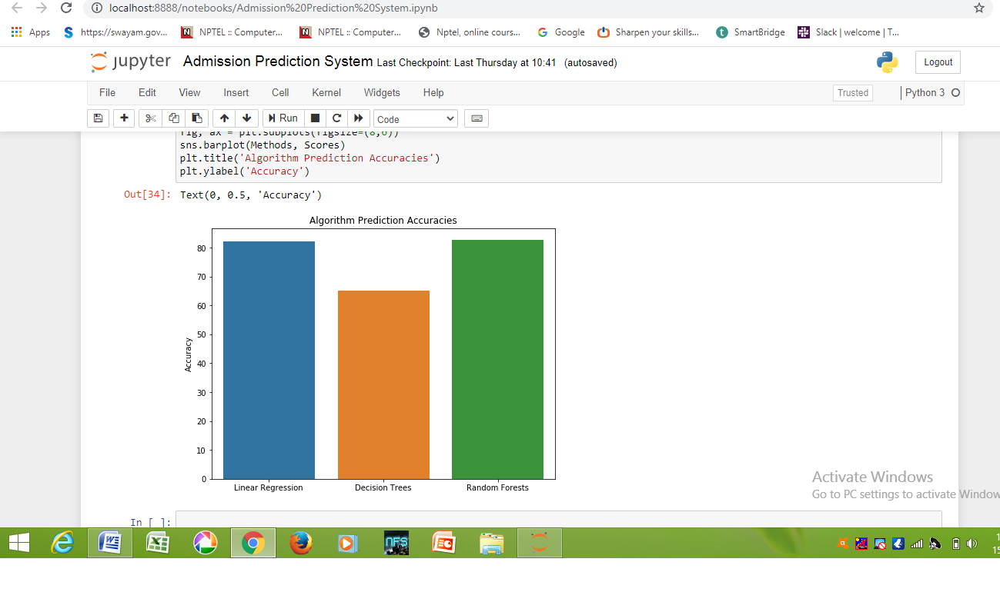 localhost:8888/notebooks/Admission%20Prediction%20System.ipynb
Apps https://swayam.gov... NPTEL :: Computer... NPTEL :: Computer... Nptel, online cours... Google Sharpen your skills... SmartBridge Slack | welcome | T...
jupyter Admission Prediction System Last Checkpoint: Last Thursday at 10:41 (autosaved) Logout
File Edit View Insert Cell Kernel Widgets Help Trusted Python 3
Run Code
fig, ax = plt.subplots(figsize=(8,6))
sns.barplot(Methods, Scores)
plt.title('Algorithm Prediction Accuracies')
plt.ylabel('Accuracy')
Out[34]: Text(0, 0.5, 'Accuracy')
Algorithm Prediction Accuracies
80
70
60
50
40
30
20
10
0
Accuracy
Linear Regression Decision Trees Random Forests
Activate Windows
Go to PC settings to activate Window
In [ ]:
NFS